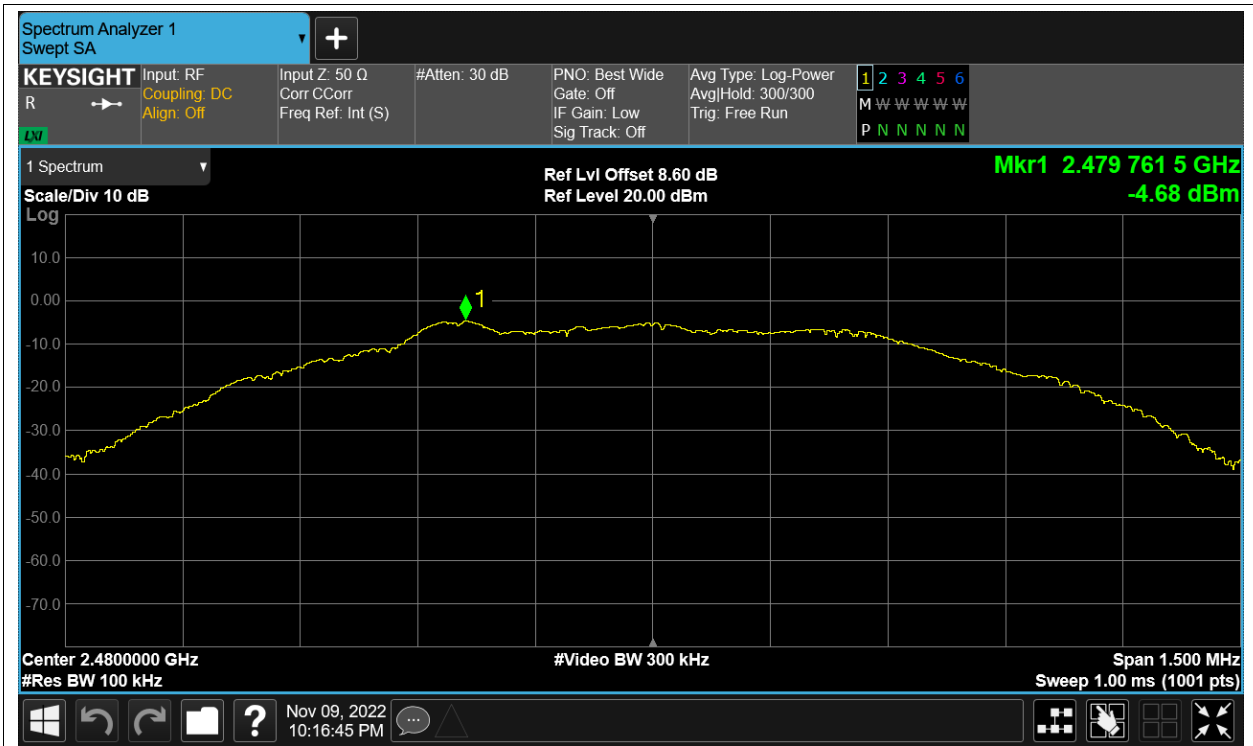 Spectrum Analyzer 1
Swept SA
KEYSIGHT
R
LXI
Input: RF
Coupling: DC
Align: Off
Input Z: 50 Ω
Corr CCorr
Freq Ref: Int (S)
#Atten: 30 dB
PNO: Best Wide
Gate: Off
IF Gain: Low
Sig Track: Off
Avg Type: Log-Power
Avg|Hold: 300/300
Trig: Free Run
1 2 3 4 5 6
M W W W W W
P N N N N N
1 Spectrum
Scale/Div 10 dB
Ref Lvl Offset 8.60 dB
Ref Level 20.00 dBm
Mkr1 2.479 761 5 GHz
-4.68 dBm
Log
10.0
0.00
-10.0
-20.0
-30.0
-40.0
-50.0
-60.0
-70.0
1
Center 2.4800000 GHz
#Res BW 100 kHz
#Video BW 300 kHz
Span 1.500 MHz
Sweep 1.00 ms (1001 pts)
?
Nov 09, 2022
10:16:45 PM